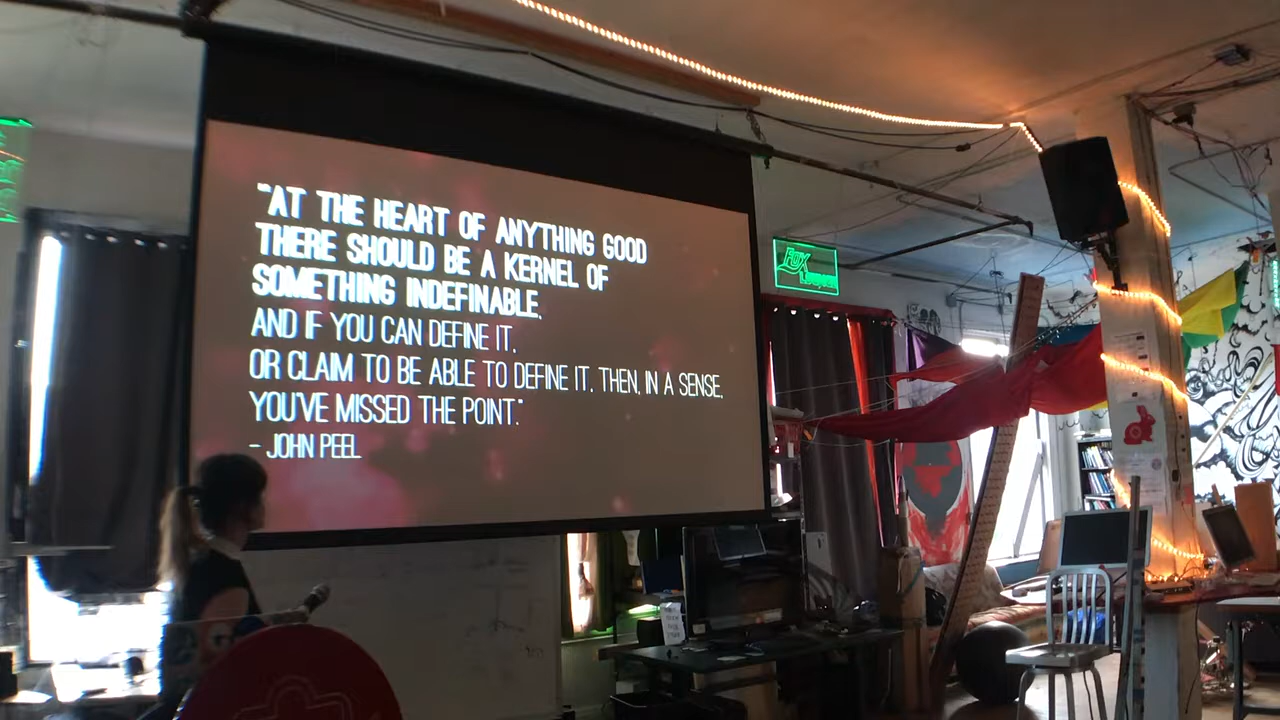 "AT THE HEART OF ANYTHING GOOD
THERE SHOULD BE A KERNEL OF
SOMETHING INDEFINABLE,
AND IF YOU CAN DEFINE IT,
OR CLAIM TO BE ABLE TO DEFINE IT, THEN, IN A SENSE,
YOU'VE MISSED THE POINT."
- JOHN PEEL